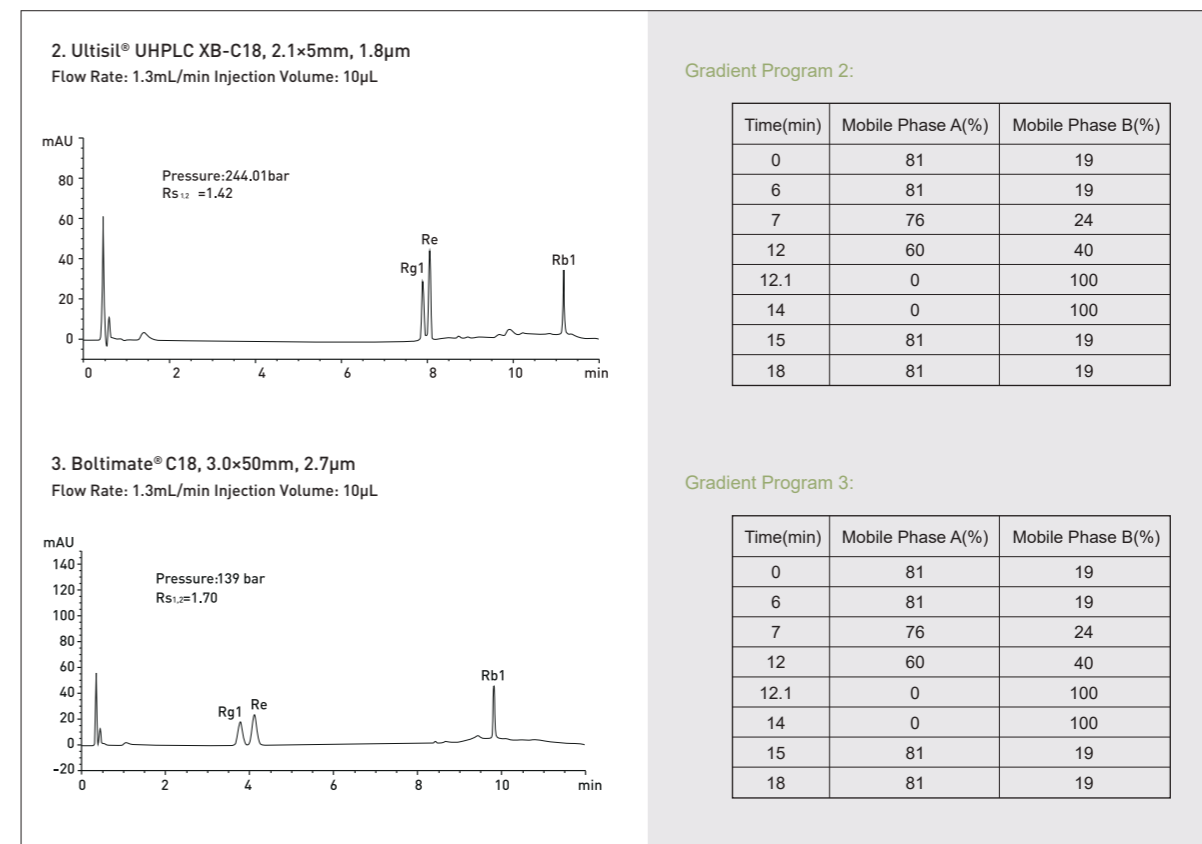 2. Ultisil® UHPLC XB-C18, 2.1×5mm, 1.8μm
Flow Rate: 1.3mL/min Injection Volume: 10μL
mAU
80
60
40
20
0
Pressure:244.01bar
Rs 1,2 =1.42
Rg1
Re
Rb1
0 2 4 6 8 10 min
Gradient Program 2:
Time(min) Mobile Phase A(%) Mobile Phase B(%)
0 81 19
6 81 19
7 76 24
12 60 40
12.1 0 100
14 0 100
15 81 19
18 81 19
3. Boltimate® C18, 3.0×50mm, 2.7μm
Flow Rate: 1.3mL/min Injection Volume: 10μL
mAU
140
120
100
80
60
40
20
0
-20
Pressure:139 bar
Rs1,2=1.70
Rg1
Re
Rb1
0 2 4 6 8 10 min
Gradient Program 3:
Time(min) Mobile Phase A(%) Mobile Phase B(%)
0 81 19
6 81 19
7 76 24
12 60 40
12.1 0 100
14 0 100
15 81 19
18 81 19